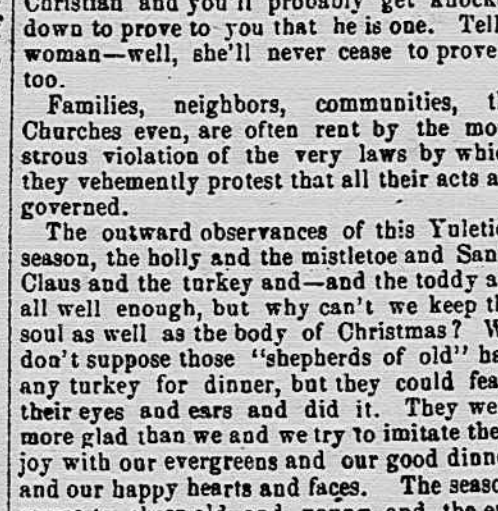 Christian and you'll probably get knocked
down to prove to you that he is one. Tell
woman—well, she'll never cease to prove
too.
Families, neighbors, communities, t
Churches even, are often rent by the mo
strous violation of the very laws by whic
they vehemently protest that all their acts a
governed.
The outward observances of this Yuleti
season, the holly and the mistletoe and San
Claus and the turkey and—and the toddy a
all well enough, but why can't we keep t
soul as well as the body of Christmas? W
don't suppose those "shepherds of old" ha
any turkey for dinner, but they could fea
their eyes and ears and did it. They we
more glad than we and we try to imitate the
joy with our evergreens and our good dinn
and our happy hearts and faces. The seaso
old and young and the